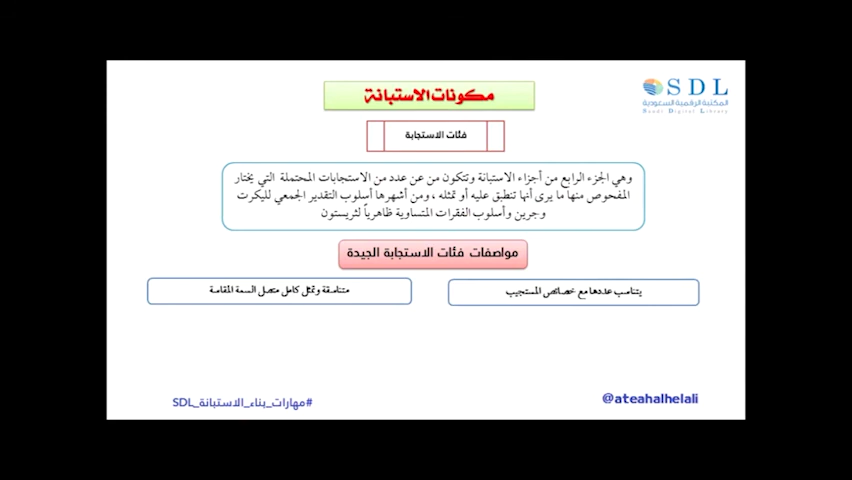 مكونات الاستبانة
SDL
المكتبة الرقمية السعودية
Saudi Digital Library
فئات الاستجابة
وهي الجزء الرابع من أجزاء الاستبانة وتتكون من عن عدد من الاستجابات المحتملة التي يختار
المفحوص منها ما يرى أنها تنطبق عليه أو تمثله ، ومن أشهرها أسلوب التقدير الجمعي لليكرت
وجرين وأسلوب الفقرات المتساوية ظاهرياً لثريستون
مواصفات فئات الاستجابة الجيدة
يتناسب عددها مع خصائص المستجيب
متناسقة وتمثل كامل متصل السمة المقاسة
@ateahalhelali
#مهارات_بناء_الاستبانة_SDL